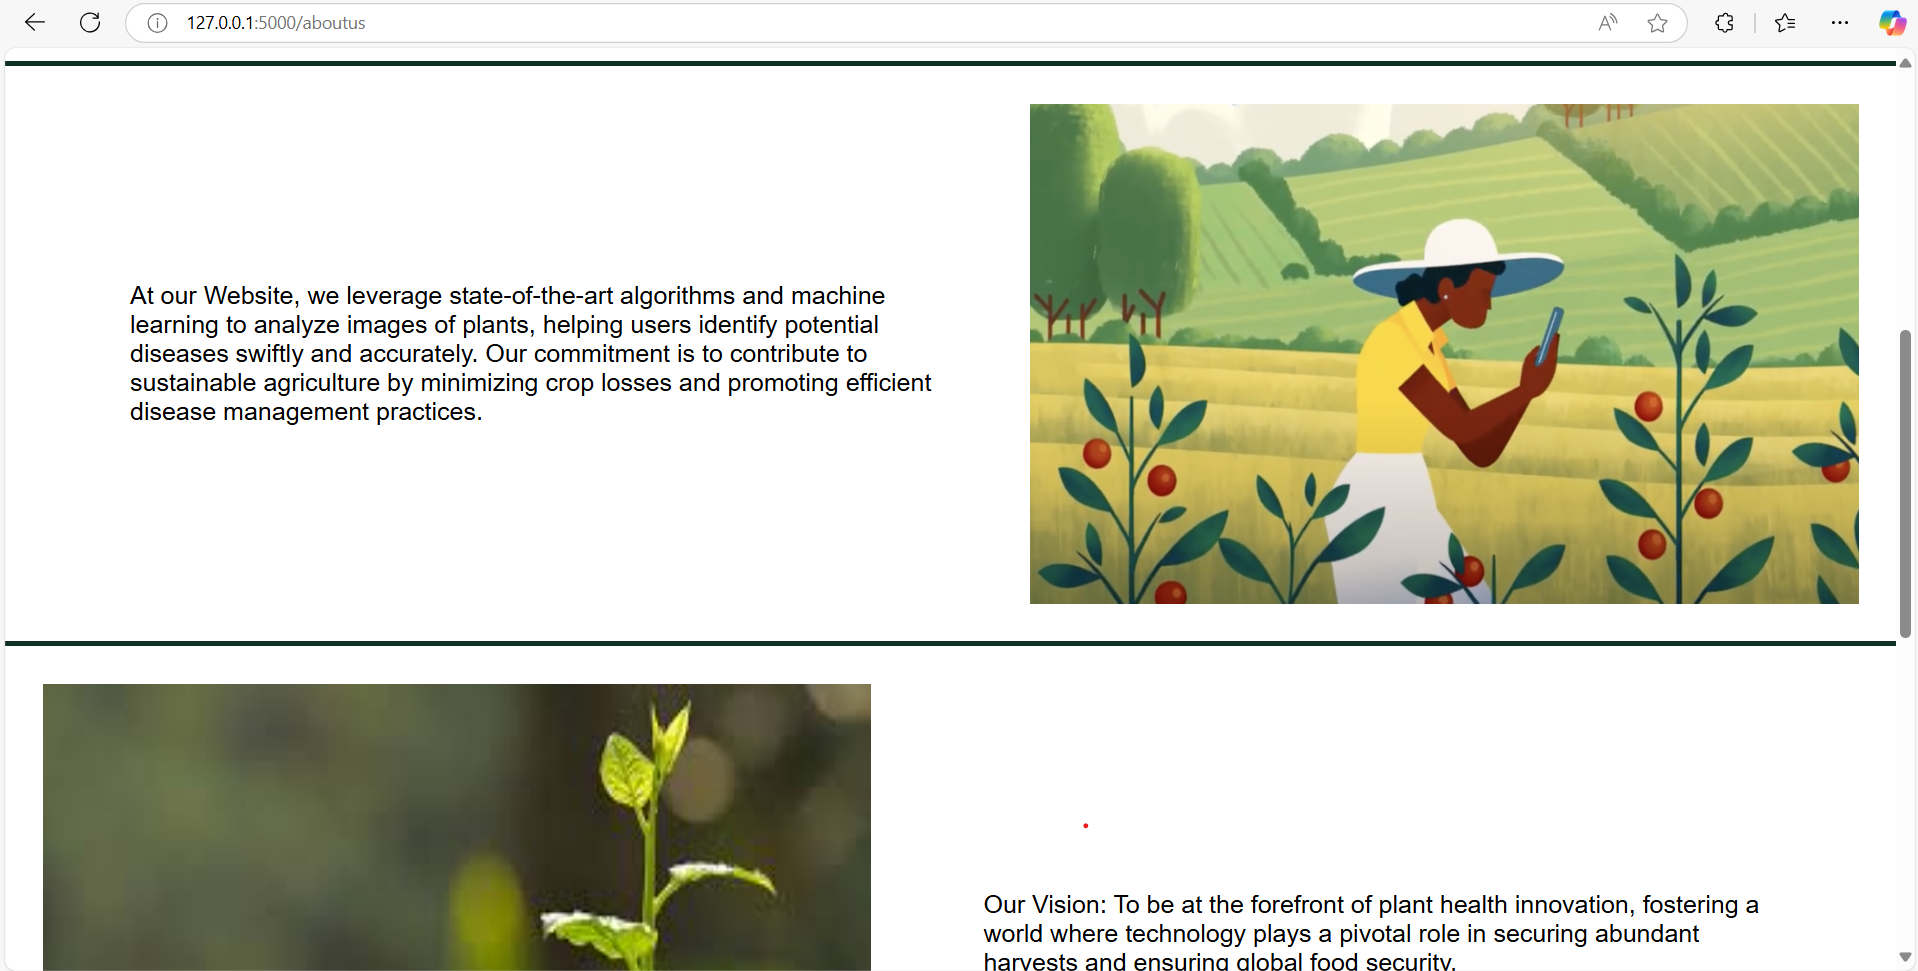 127.0.0.1:5000/aboutus
At our Website, we leverage state-of-the-art algorithms and machine
learning to analyze images of plants, helping users identify potential
diseases swiftly and accurately. Our commitment is to contribute to
sustainable agriculture by minimizing crop losses and promoting efficient
disease management practices.
Our Vision: To be at the forefront of plant health innovation, fostering a
world where technology plays a pivotal role in securing abundant
harvests and ensuring global food security.